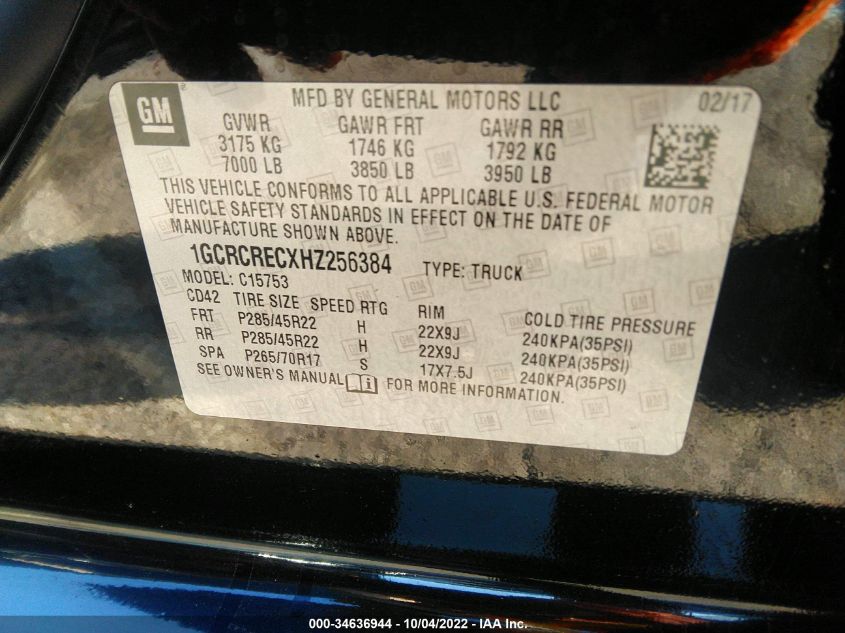 GM
MFD BY GENERAL MOTORS LLC 02/17
GVWR GAWR FRT GAWR RR
3175 KG 1746 KG 1792 KG
7000 LB 3850 LB 3950 LB
THIS VEHICLE CONFORMS TO ALL APPLICABLE U.S. FEDERAL MOTOR
VEHICLE SAFETY STANDARDS IN EFFECT ON THE DATE OF
MANUFACTURE SHOWN ABOVE.
1GCRCRECXHZ256384 TYPE: TRUCK
MODEL: C15753
CD42 TIRE SIZE SPEED RTG RIM COLD TIRE PRESSURE
FRT P285/45R22 H 22X9J 240KPA(35PSI)
RR P285/45R22 H 22X9J 240KPA(35PSI)
SPA P265/70R17 S 17X7.5J 240KPA(35PSI)
SEE OWNER'S MANUAL FOR MORE INFORMATION.
000-34636944 - 10/04/2022 - IAA Inc.